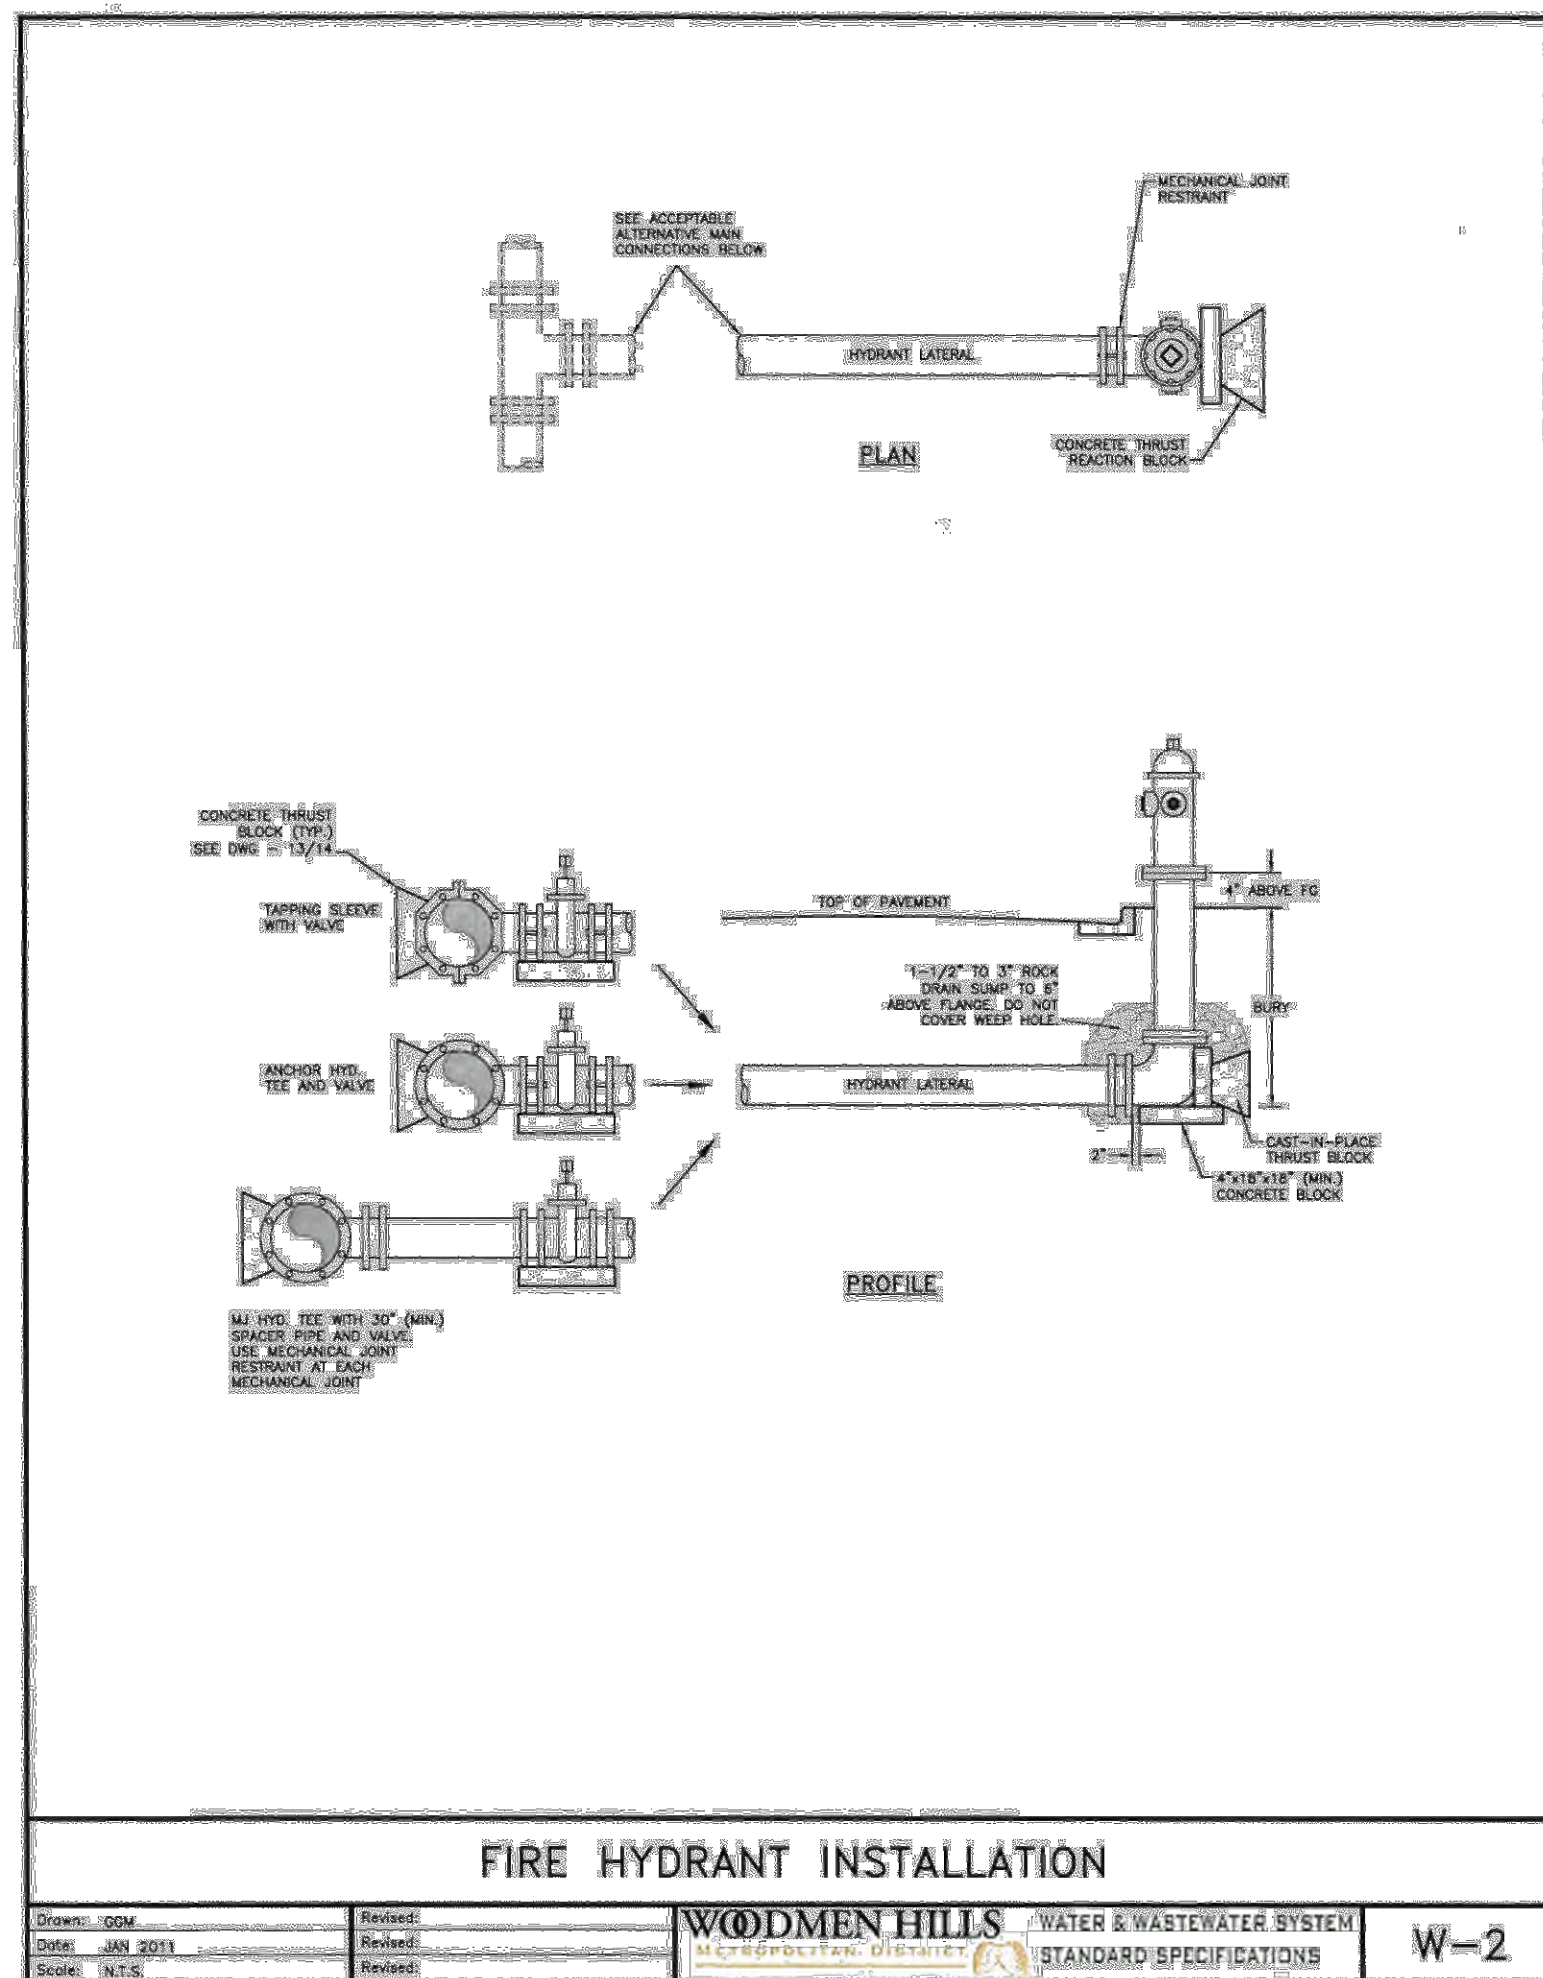 MECHANICAL JOINT
RESTRAINT
SEE ACCEPTABLE
ALTERNATIVE MAIN
CONNECTIONS BELOW
HYDRANT LATERAL
PLAN
CONCRETE THRUST
REACTION BLOCK
CONCRETE THRUST
BLOCK (TYP.)
SEE DWG - 13/14
TAPPING SLEEVE
WITH VALVE
TOP OF PAVEMENT
4" ABOVE FG
1-1/2" TO 3" ROCK
DRAIN SUMP TO 6"
ABOVE FLANGE. DO NOT
COVER WEEP HOLE
BURY
ANCHOR HYD.
TEE AND VALVE
HYDRANT LATERAL
2"
CAST-IN-PLACE
THRUST BLOCK
4"x18"x18" (MIN.)
CONCRETE BLOCK
PROFILE
MJ HYD. TEE WITH 30" (MIN.)
SPACER PIPE AND VALVE.
USE MECHANICAL JOINT
RESTRAINT AT EACH
MECHANICAL JOINT
FIRE HYDRANT INSTALLATION
Drawn:
Date: JAN 2011
Scale: N.T.S.
Revised:
Revised:
Revised:
WOODMEN HILLS
METROPOLITAN DISTRICT
WATER & WASTEWATER SYSTEM
STANDARD SPECIFICATIONS
W-2